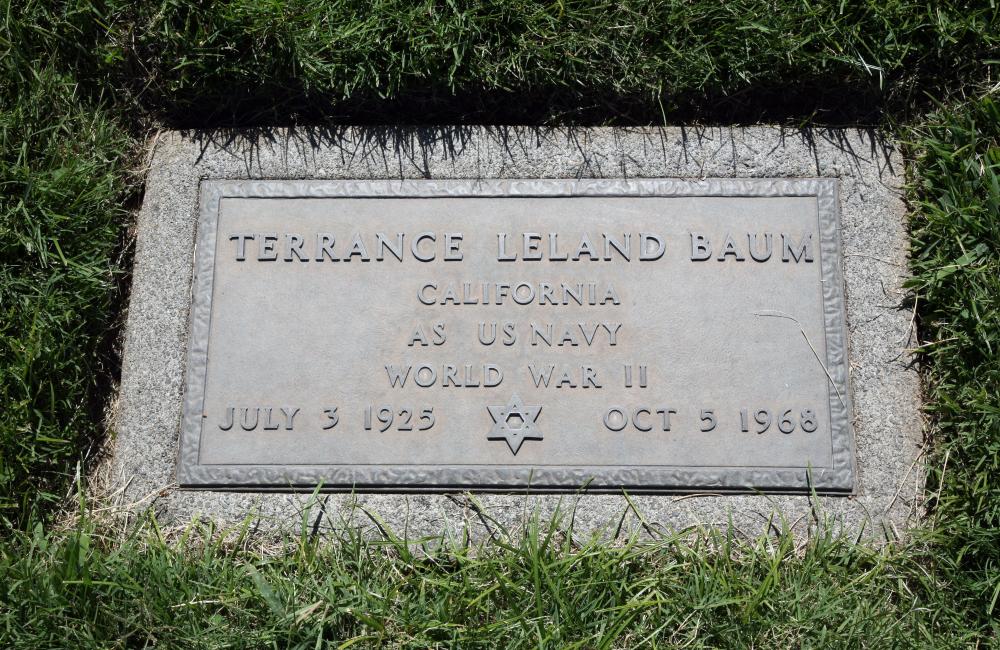 TERRANCE LELAND BAUM
CALIFORNIA
AS US NAVY
WORLD WAR II
JULY 3 1925 OCT 5 1968